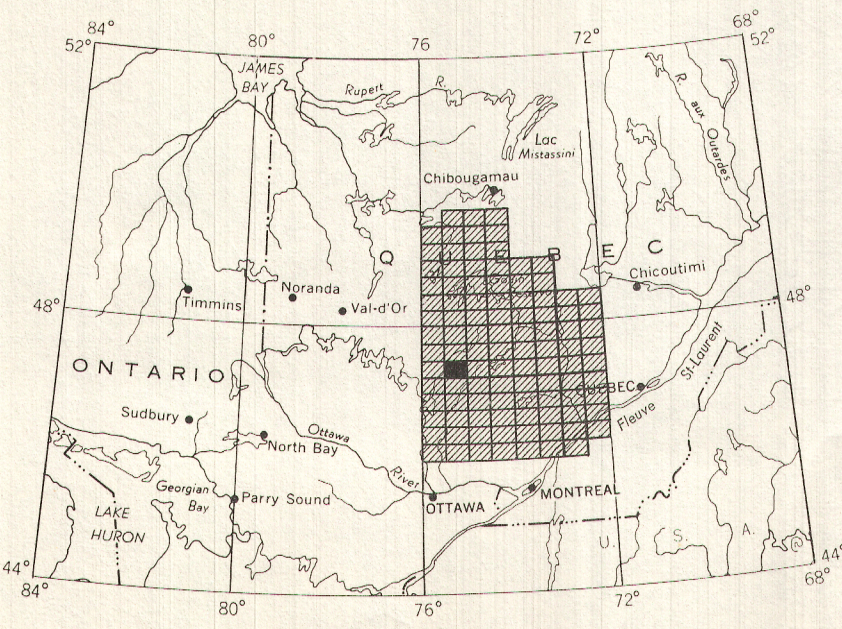 84°
80°
76
72°
68°
52°
52°
JAMES
BAY
Rupert
R.
R. aux Outardes
Lac
Mistassini
Chibougamau
Q U E B E C
Chicoutimi
Timmins
Noranda
Val-d'Or
48°
48°
ONTARIO
QUEBEC
St-Laurent
Fleuve
Sudbury
Ottawa
River
North Bay
Georgian
Bay
Parry Sound
OTTAWA
MONTREAL
LAKE
HURON
U. S. A.
44°
44°
84°
80°
76°
72°
68°